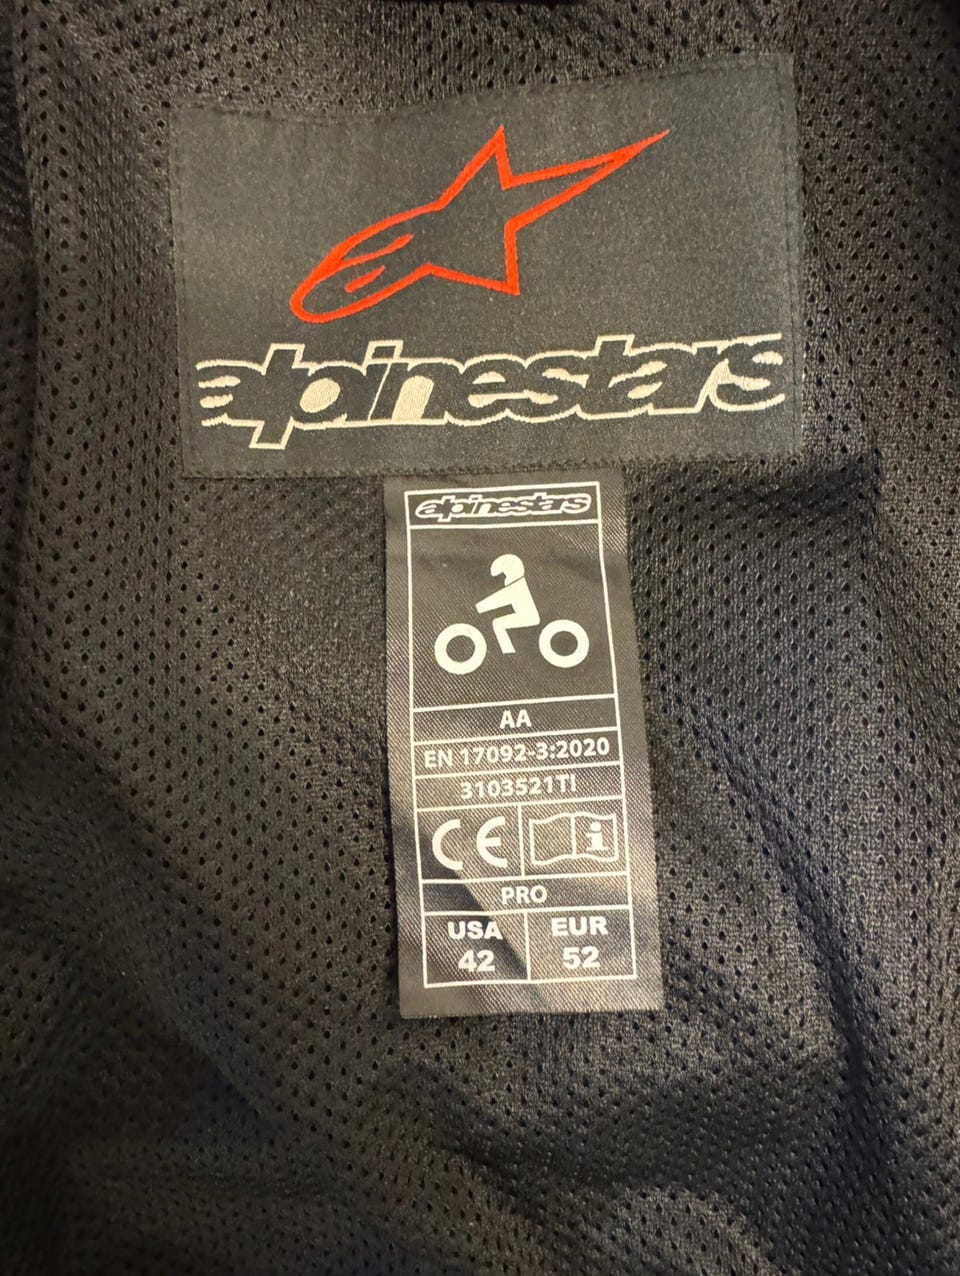 alpinestars
alpinestars
AA
EN 17092-3:2020
3103521TI
CE i
PRO
USA EUR
42 52